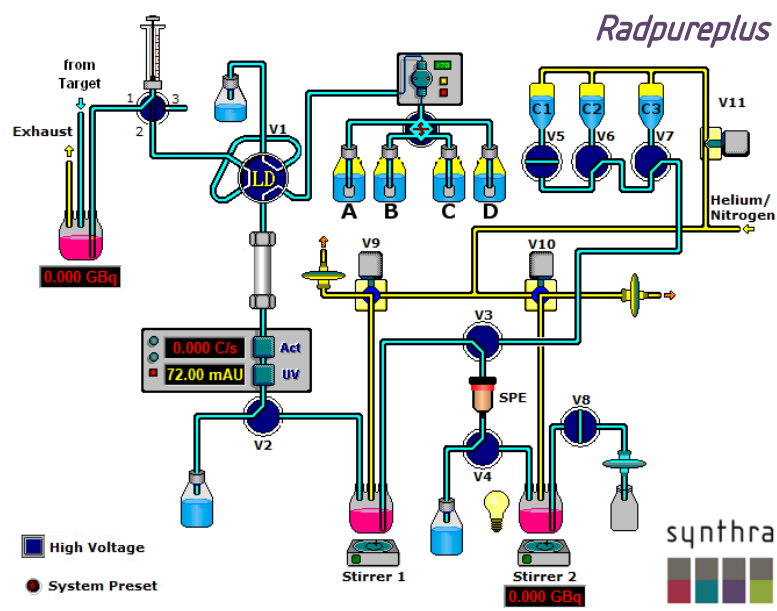 Radpureplus
from
Target
1
3
2
Exhaust
V1
LD
C1
C2
C3
V11
V5
V6
V7
A
B
C
D
Helium/
Nitrogen
0.000 GBq
V9
V10
V3
0.000 C/s
Act
72.00 mAU
UV
SPE
V8
V2
V4
High Voltage
Stirrer 1
Stirrer 2
System Preset
0.000 GBq
synthra